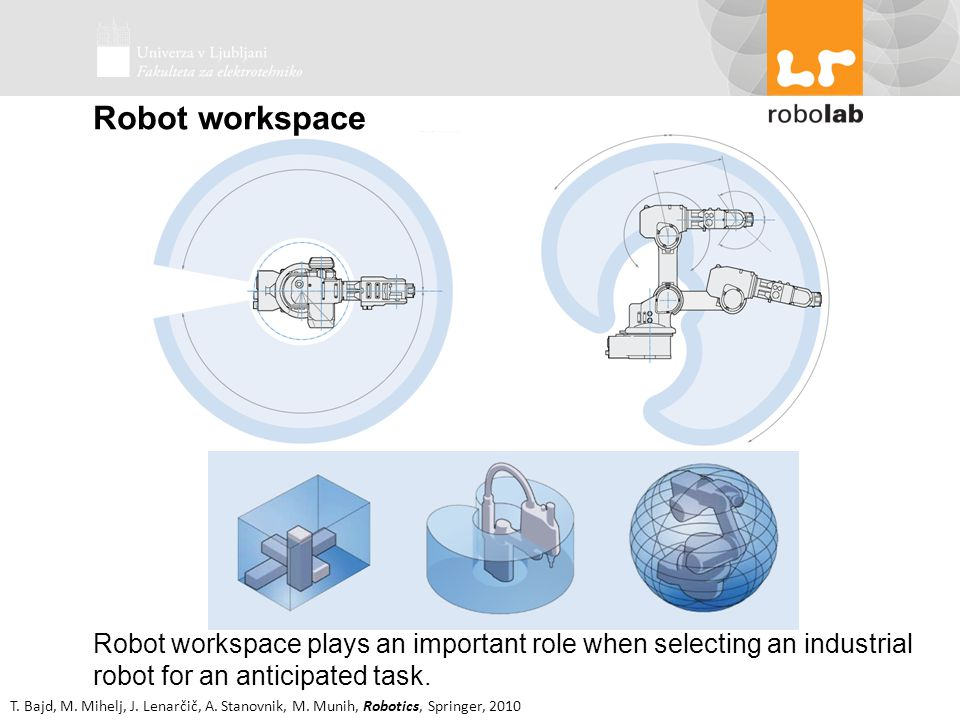 Univerza v Ljubljani
Fakulteta za elektrotehniko
robolab
Robot workspace
Robot workspace plays an important role when selecting an industrial
robot for an anticipated task.
T. Bajd, M. Mihelj, J. Lenarčič, A. Stanovnik, M. Munih, Robotics, Springer, 2010